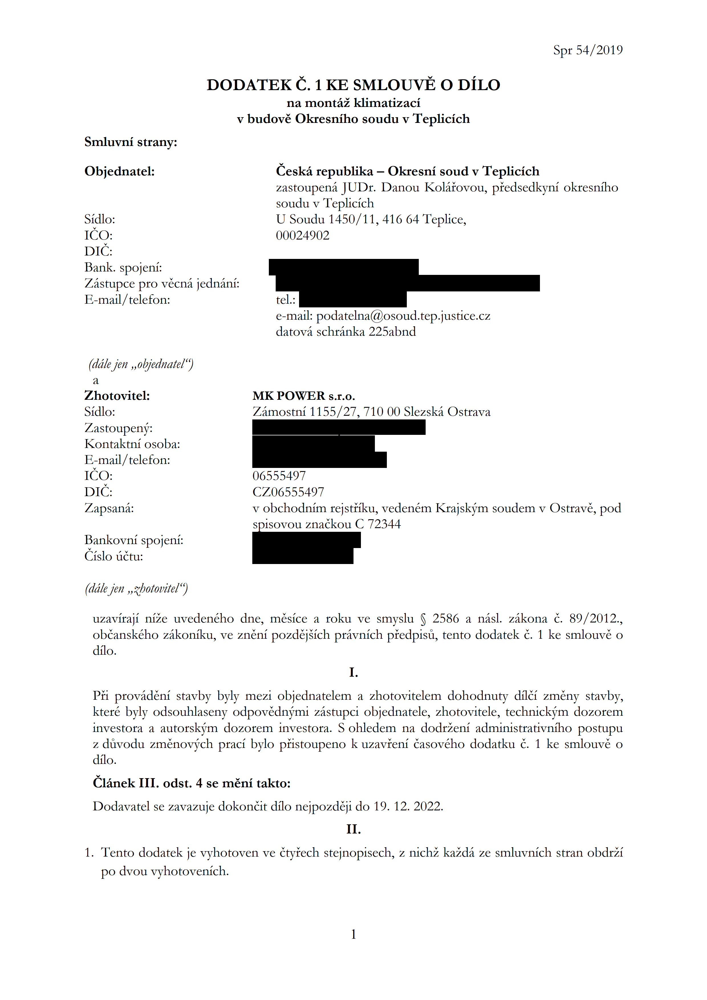 Spr 54/2019
DODATEK Č. 1 KE SMLOUVĚ O DÍLO
na montáž klimatizací
v budově Okresního soudu v Teplicích
Smluvní strany:
Objednatel: Česká republika – Okresní soud v Teplicích
zastoupená JUDr. Danou Kolářovou, předsedkyní okresního
soudu v Teplicích
Sídlo: U Soudu 1450/11, 416 64 Teplice,
IČO: 00024902
DIČ:
Bank. spojení:
Zástupce pro věcná jednání:
E-mail/telefon: tel.:
e-mail: podatelna@osoud.tep.justice.cz
datová schránka 225abnd
(dále jen „objednatel“)
a
Zhotovitel: MK POWER s.r.o.
Sídlo: Zámostní 1155/27, 710 00 Slezská Ostrava
Zastoupený:
Kontaktní osoba:
E-mail/telefon:
IČO: 06555497
DIČ: CZ06555497
Zapsaná: v obchodním rejstříku, vedeném Krajským soudem v Ostravě, pod
spisovou značkou C 72344
Bankovní spojení:
Číslo účtu:
(dále jen „zhotovitel“)
uzavírají níže uvedeného dne, měsíce a roku ve smyslu § 2586 a násl. zákona č. 89/2012.,
občanského zákoníku, ve znění pozdějších právních předpisů, tento dodatek č. 1 ke smlouvě o
dílo.
I.
Při provádění stavby byly mezi objednatelem a zhotovitelem dohodnuty dílčí změny stavby,
které byly odsouhlaseny odpovědnými zástupci objednatele, zhotovitele, technickým dozorem
investora a autorským dozorem investora. S ohledem na dodržení administrativního postupu
z důvodu změnových prací bylo přistoupeno k uzavření časového dodatku č. 1 ke smlouvě o
dílo.
Článek III. odst. 4 se mění takto:
Dodavatel se zavazuje dokončit dílo nejpozději do 19. 12. 2022.
II.
1. Tento dodatek je vyhotoven ve čtyřech stejnopisech, z nichž každá ze smluvních stran obdrží
po dvou vyhotoveních.
1